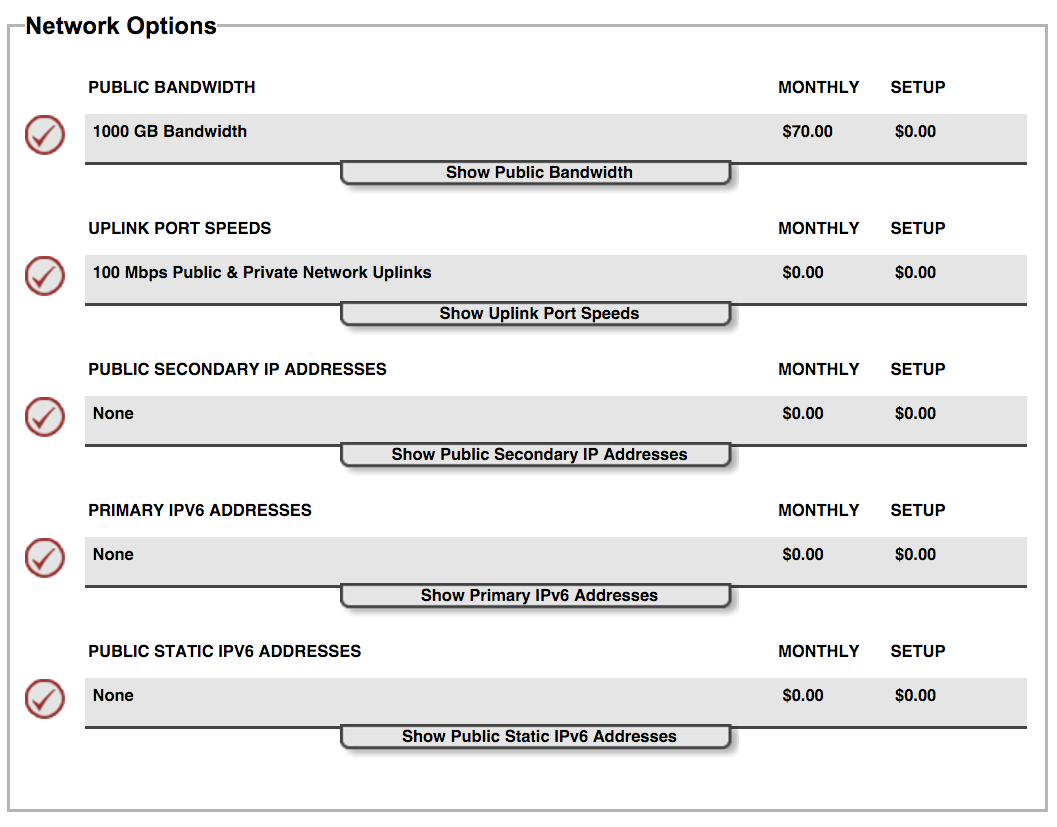 Network Options
PUBLIC BANDWIDTH MONTHLY SETUP
1000 GB Bandwidth $70.00 $0.00
Show Public Bandwidth
UPLINK PORT SPEEDS MONTHLY SETUP
100 Mbps Public & Private Network Uplinks $0.00 $0.00
Show Uplink Port Speeds
PUBLIC SECONDARY IP ADDRESSES MONTHLY SETUP
None $0.00 $0.00
Show Public Secondary IP Addresses
PRIMARY IPV6 ADDRESSES MONTHLY SETUP
None $0.00 $0.00
Show Primary IPv6 Addresses
PUBLIC STATIC IPV6 ADDRESSES MONTHLY SETUP
None $0.00 $0.00
Show Public Static IPv6 Addresses